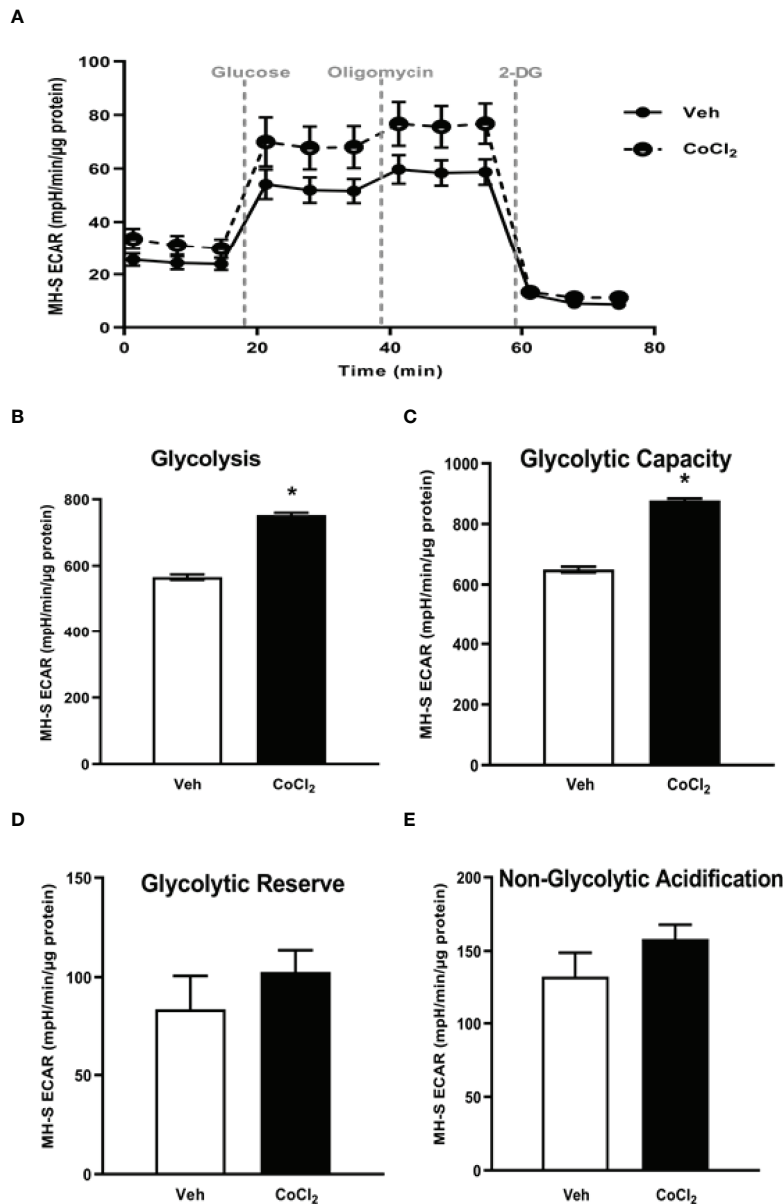 A
MH-S ECAR (mpH/min/µg protein)
100
80
60
40
20
0
Glucose
Oligomycin
2-DG
Veh
CoCl₂
0
20
40
60
80
Time (min)
B
Glycolysis
MH-S ECAR (mpH/min/µg protein)
800
600
400
200
0
*
Veh
CoCl₂
C
Glycolytic Capacity
MH-S ECAR (mpH/min/µg protein)
1000
800
600
400
200
0
*
Veh
CoCl₂
D
Glycolytic Reserve
MH-S ECAR (mpH/min/µg protein)
150
100
50
0
Veh
CoCl₂
E
Non-Glycolytic Acidification
MH-S ECAR (mpH/min/µg protein)
200
150
100
50
0
Veh
CoCl₂